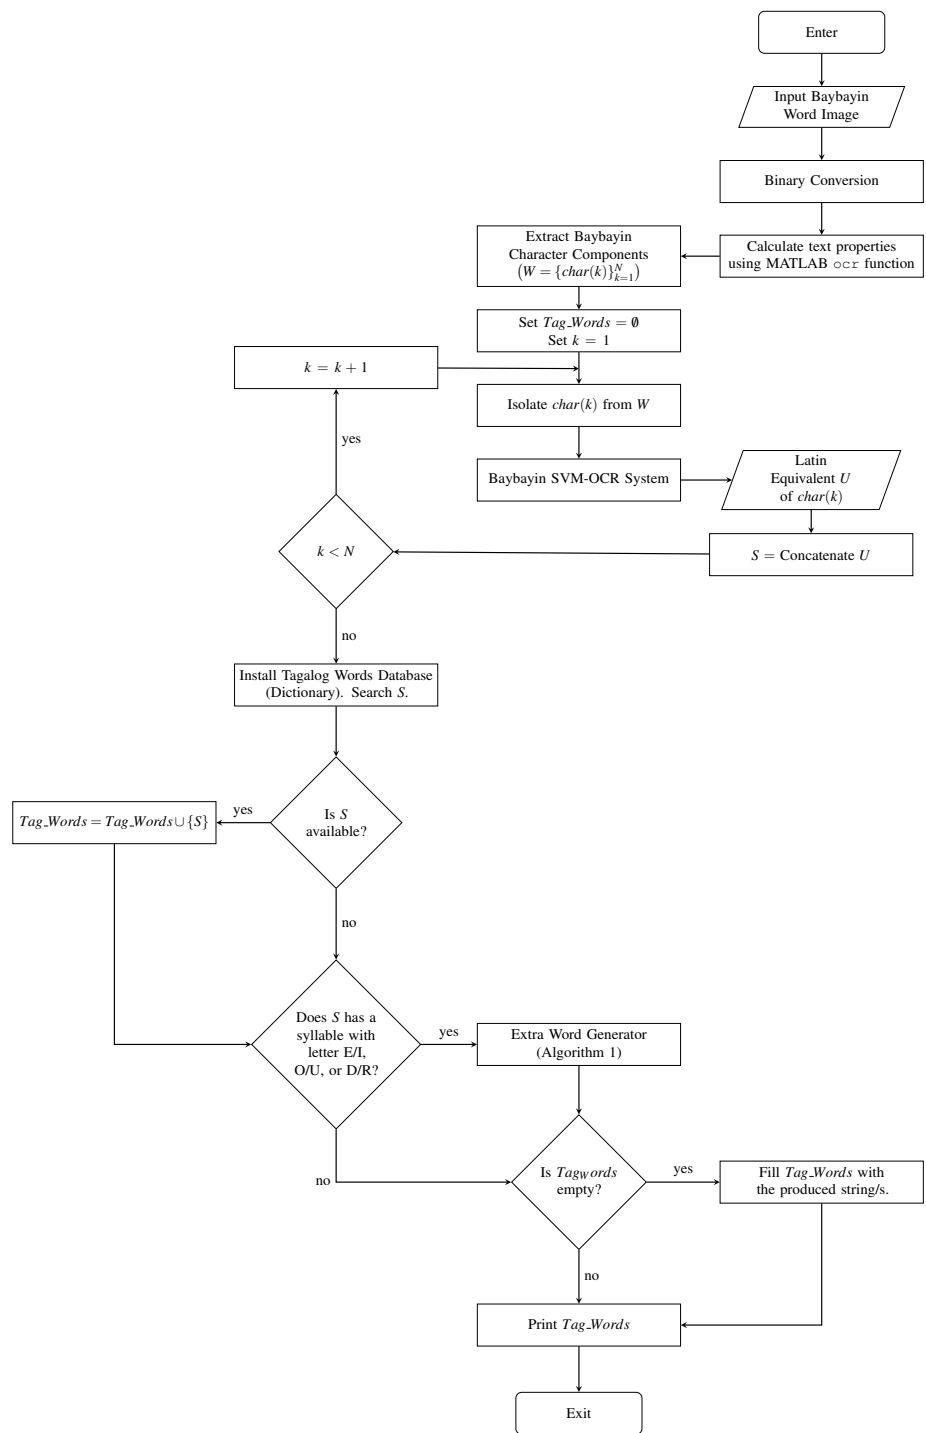 Enter
Input Baybayin
Word Image
Binary Conversion
Calculate text properties
using MATLAB ocr function
Extract Baybayin
Character Components
(W = {char(k)}_{k=1}^{N})
Set Tag_Words = ∅
Set k = 1
k = k + 1
Isolate char(k) from W
yes
Baybayin SVM-OCR System
Latin
Equivalent U
of char(k)
k < N
S = Concatenate U
no
Install Tagalog Words Database
(Dictionary). Search S.
Is S
available?
yes
Tag_Words = Tag_Words ∪ {S}
no
Does S has a
syllable with
letter E/I,
O/U, or D/R?
yes
Extra Word Generator
(Algorithm 1)
no
Is Tag_Words
empty?
yes
Fill Tag_Words with
the produced string/s.
no
Print Tag_Words
Exit